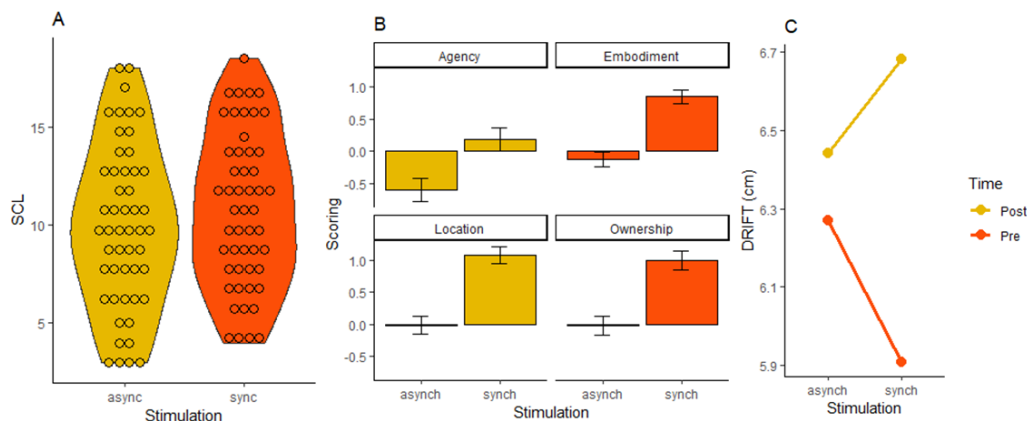 A
SCL
15
10
5
async
sync
Stimulation
B
Agency
Embodiment
Scoring
1.0
0.5
0.0
-0.5
Location
Ownership
1.0
0.5
0.0
-0.5
asynch
synch
asynch
synch
Stimulation
C
DRIFT (cm)
6.7
6.5
6.3
6.1
5.9
asynch
synch
Stimulation
Time
Post
Pre